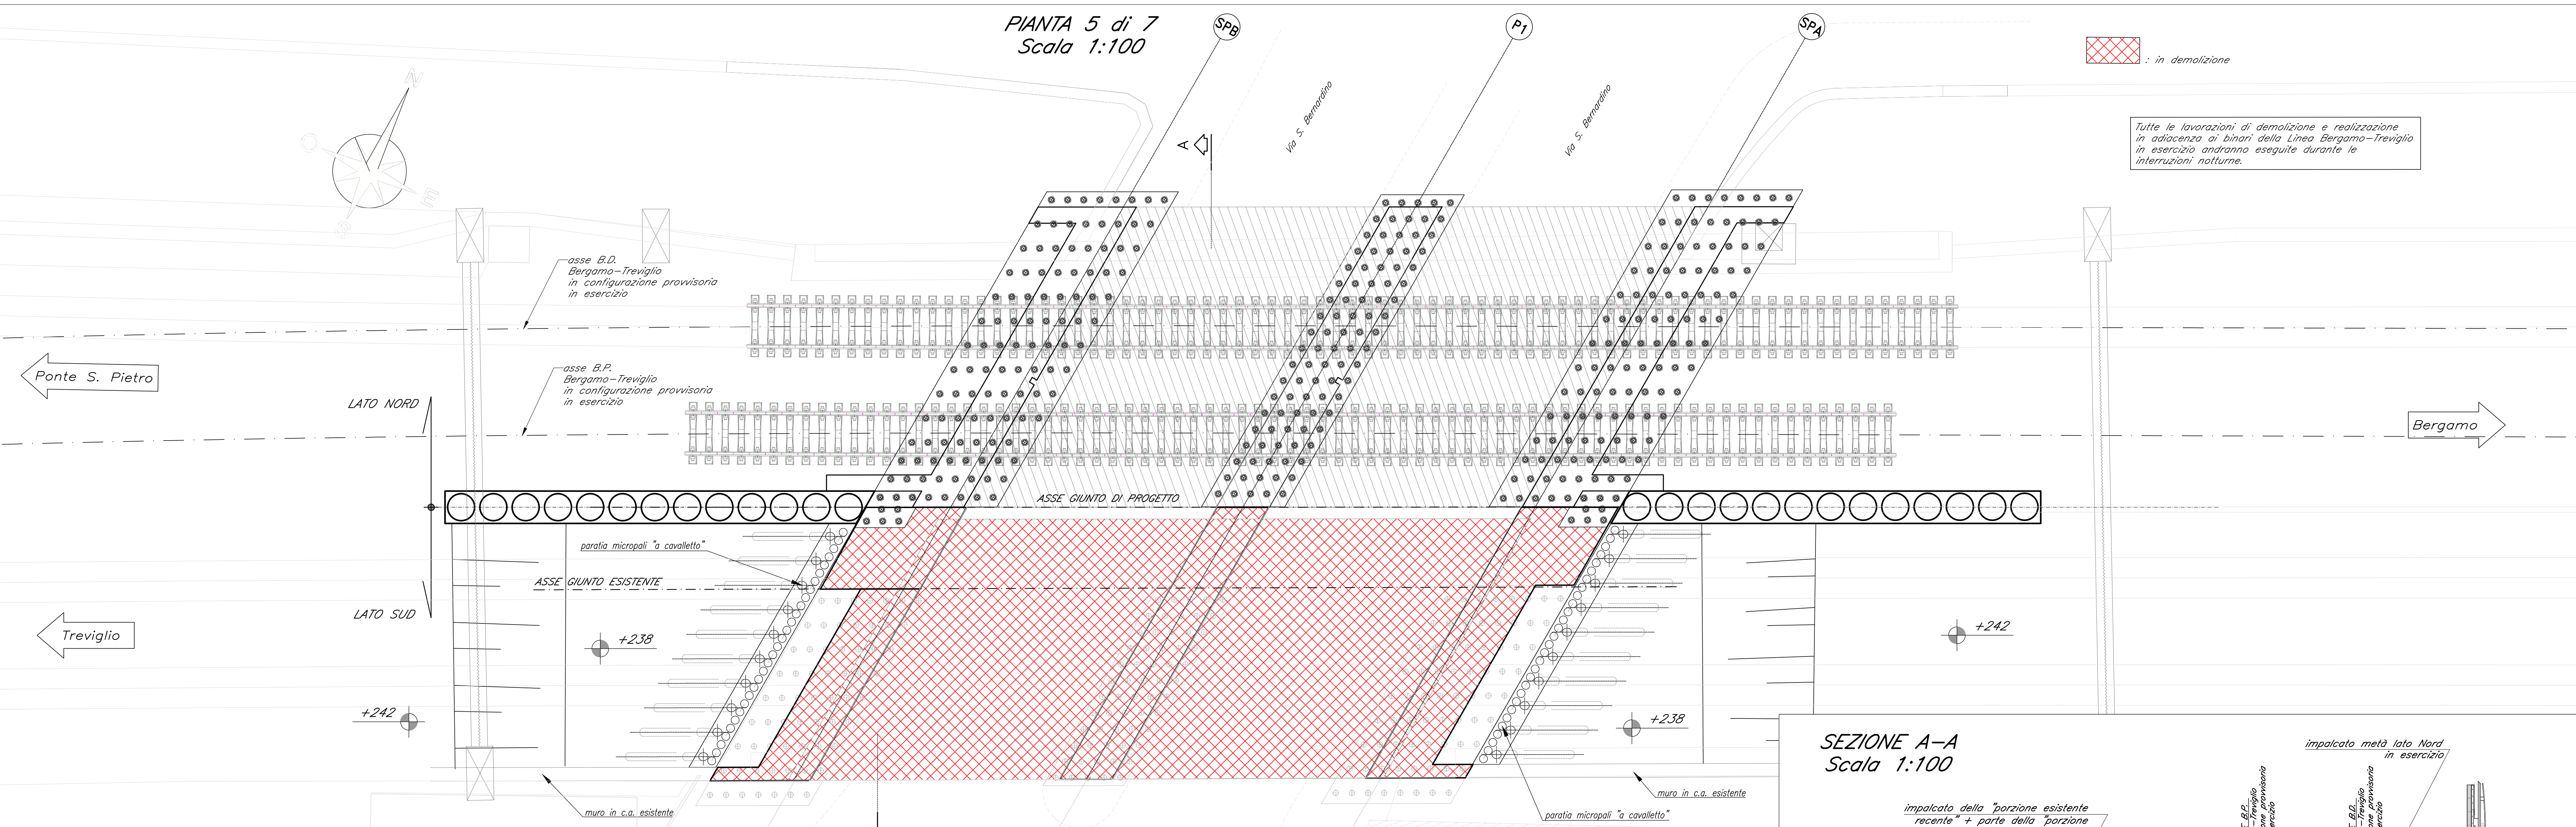 PIANTA 5 di 7
Scala 1:100
SPB
P1
SPA
: in demolizione
Via S. Bernardino
Via S. Bernardino
A
N
O
E
S
Tutte le lavorazioni di demolizione e realizzazione
in adiacenza ai binari della Linea Bergamo-Treviglio
in esercizio andranno eseguite durante le
interruzioni notturne.
asse B.D.
Bergamo-Treviglio
in configurazione provvisoria
in esercizio
asse B.P.
Bergamo-Treviglio
in configurazione provvisoria
in esercizio
Ponte S. Pietro
LATO NORD
Bergamo
ASSE GIUNTO DI PROGETTO
paratia micropali "a cavalletto"
ASSE GIUNTO ESISTENTE
LATO SUD
Treviglio
+238
+242
+242
+238
muro in c.a. esistente
muro in c.a. esistente
paratia micropali "a cavalletto"
SEZIONE A-A
Scala 1:100
impalcato metà lato Nord
in esercizio
impalcato della "porzione esistente
recente" + parte della "porzione